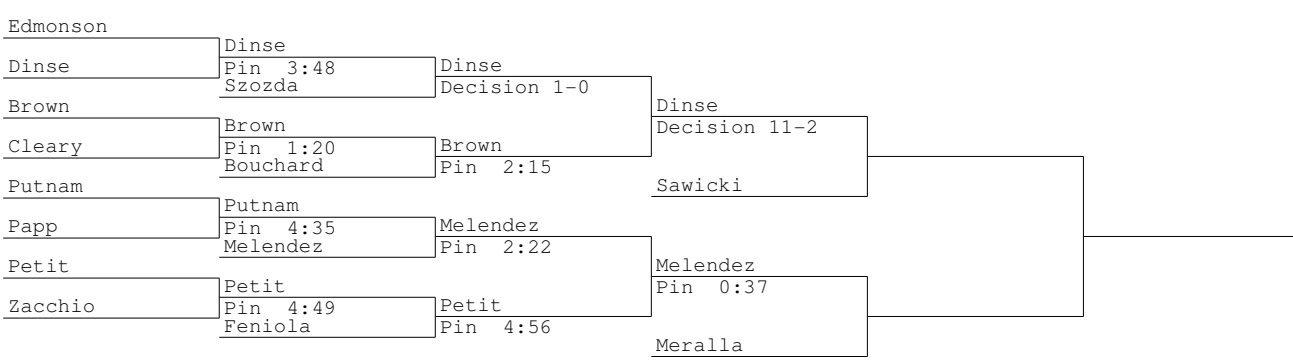 Edmonson
Dinse
Brown
Cleary
Putnam
Papp
Petit
Zacchio
Dinse
Pin 3:48
Szozda
Brown
Pin 1:20
Bouchard
Putnam
Pin 4:35
Melendez
Petit
Pin 4:49
Feniola
Dinse
Decision 1-0
Brown
Pin 2:15
Melendez
Pin 2:22
Petit
Pin 4:56
Dinse
Decision 11-2
Sawicki
Melendez
Pin 0:37
Meralla